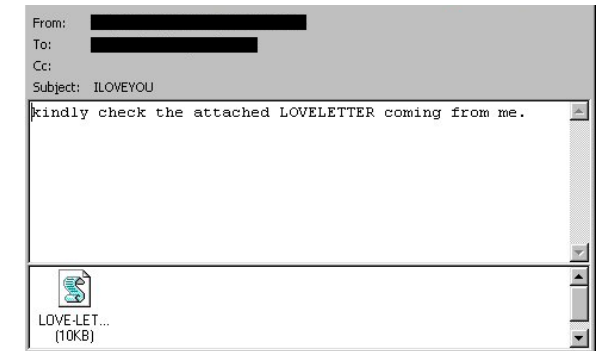 From:
To:
Cc:
Subject: ILOVEYOU
kindly check the attached LOVELETTER coming from me.
LOVE-LET...
(10KB)